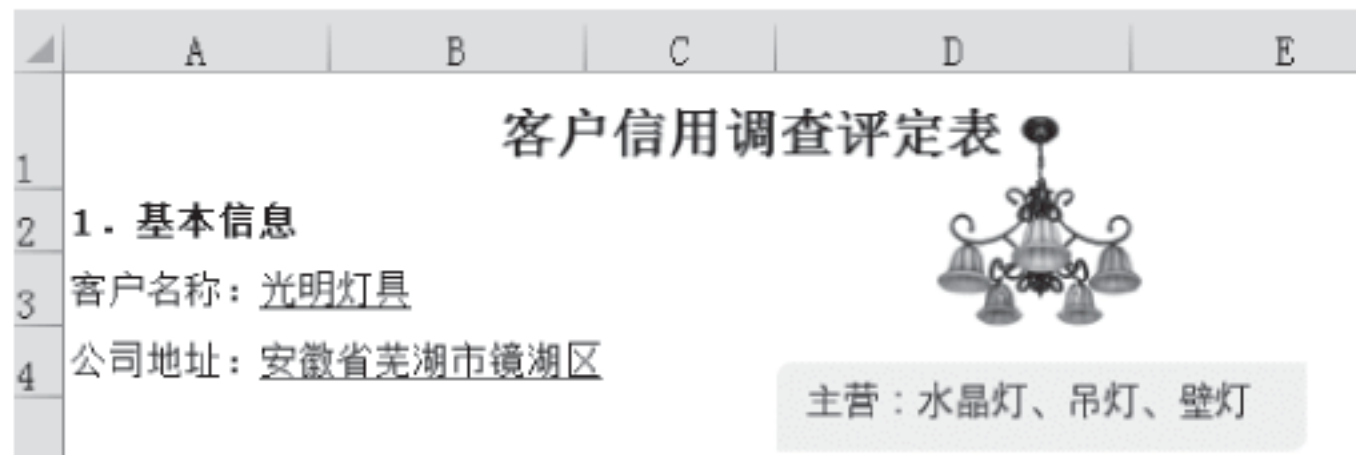 A B C D E
1 客户信用调查评定表
2 1. 基本信息
3 客户名称：光明灯具
4 公司地址：安徽省芜湖市镜湖区
主营：水晶灯、吊灯、壁灯